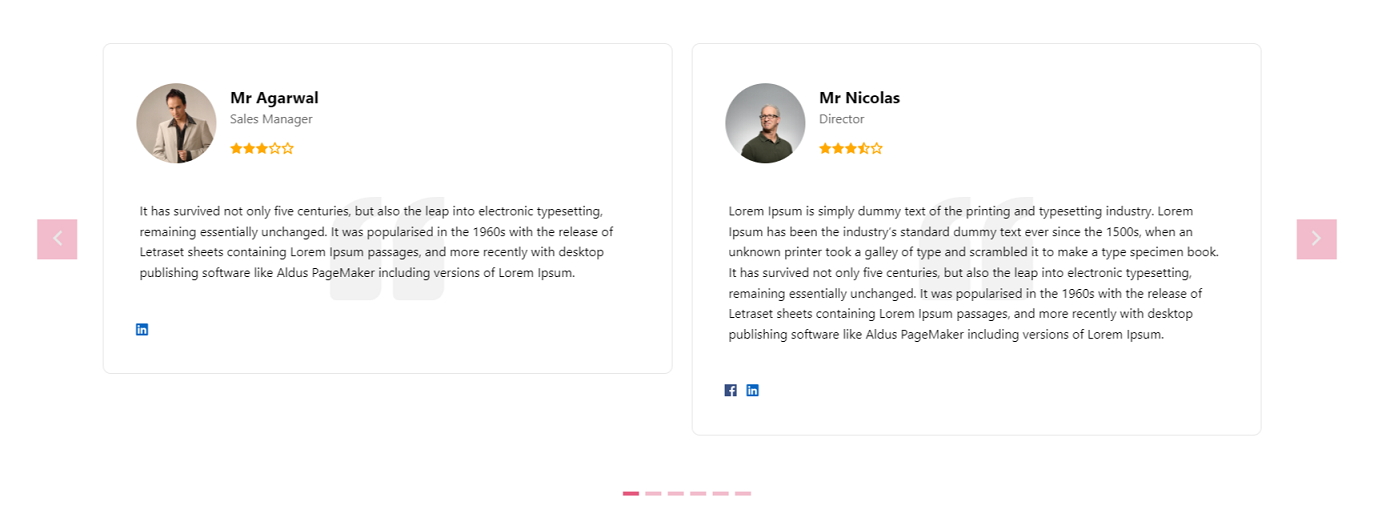 Mr Agarwal
Sales Manager
It has survived not only five centuries, but also the leap into electronic typesetting,
remaining essentially unchanged. It was popularised in the 1960s with the release of
Letraset sheets containing Lorem Ipsum passages, and more recently with desktop
publishing software like Aldus PageMaker including versions of Lorem Ipsum.
in
Mr Nicolas
Director
Lorem Ipsum is simply dummy text of the printing and typesetting industry. Lorem
Ipsum has been the industry's standard dummy text ever since the 1500s, when an
unknown printer took a galley of type and scrambled it to make a type specimen book.
It has survived not only five centuries, but also the leap into electronic typesetting,
remaining essentially unchanged. It was popularised in the 1960s with the release of
Letraset sheets containing Lorem Ipsum passages, and more recently with desktop
publishing software like Aldus PageMaker including versions of Lorem Ipsum.
f in